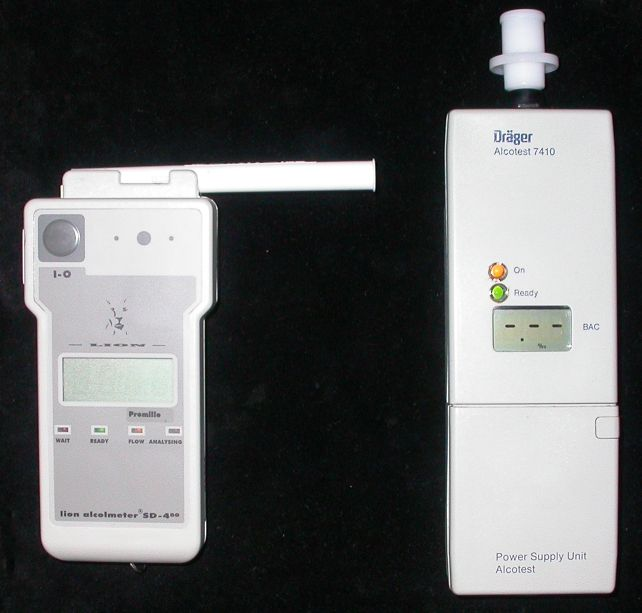 I-O
LION
Promille
WAIT READY FLOW ANALYSING
lion alcolmeter® SD-400
Dräger
Alcotest 7410
On
Ready
- - -
‰
BAC
Power Supply Unit
Alcotest